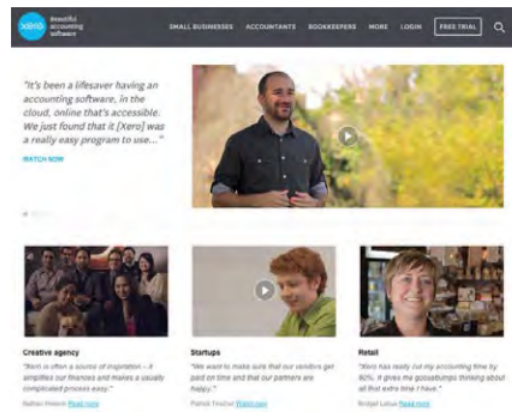 xero
Beautiful
accounting
software
SMALL BUSINESSES ACCOUNTANTS BOOKKEEPERS MORE LOGIN FREE TRIAL
"It's been a lifesaver having an
accounting software, in the
cloud, online that's accessible.
We just found that it [Xero] was
a really easy program to use..."
WATCH NOW
Creative agency
"Xero is often a source of inspiration – it
simplifies our finances and makes a usually
complicated process easy."
Read more
Startups
"We want to make sure that our vendors get
paid on time and that our partners are
happy."
Patrick Watch now
Retail
"Xero has really cut my accounting time by
80%. It gives me goosebumps thinking about
all that extra time I have."
Bridget Read more